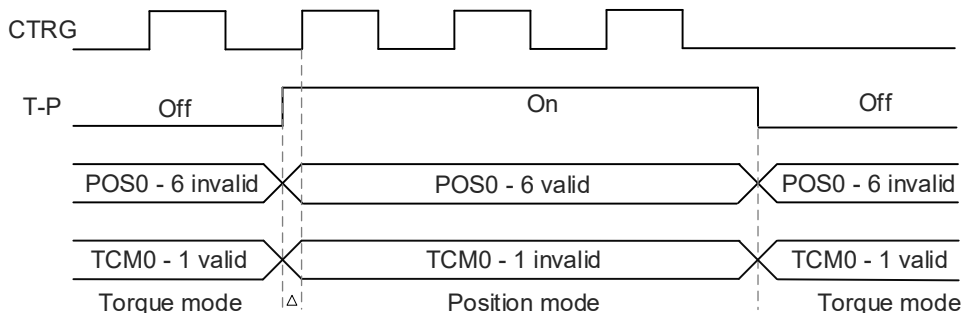 CTRG
T-P
Off
On
Off
POS0 - 6 invalid
POS0 - 6 valid
POS0 - 6 invalid
TCM0 - 1 valid
TCM0 - 1 invalid
TCM0 - 1 valid
Torque mode
△
Position mode
Torque mode